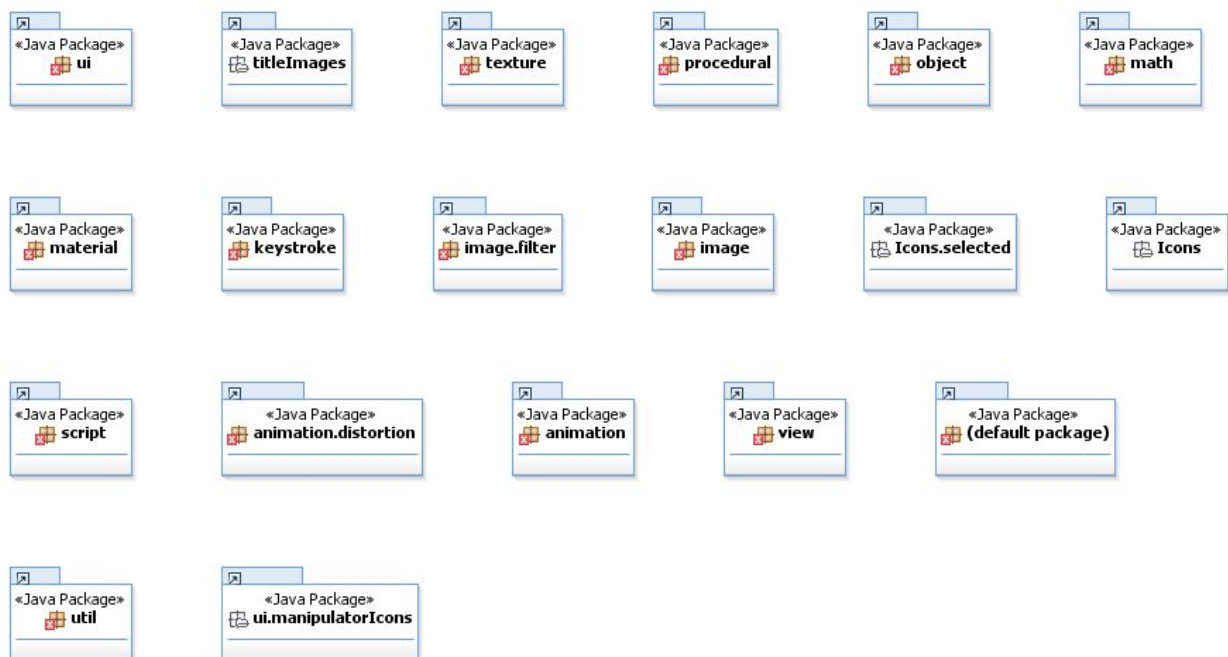 «Java Package»
ui
«Java Package»
titleImages
«Java Package»
texture
«Java Package»
procedural
«Java Package»
object
«Java Package»
math
«Java Package»
material
«Java Package»
keystroke
«Java Package»
image.filter
«Java Package»
image
«Java Package»
Icons.selected
«Java Package»
Icons
«Java Package»
script
«Java Package»
animation.distortion
«Java Package»
animation
«Java Package»
view
«Java Package»
(default package)
«Java Package»
util
«Java Package»
ui.manipulatorIcons